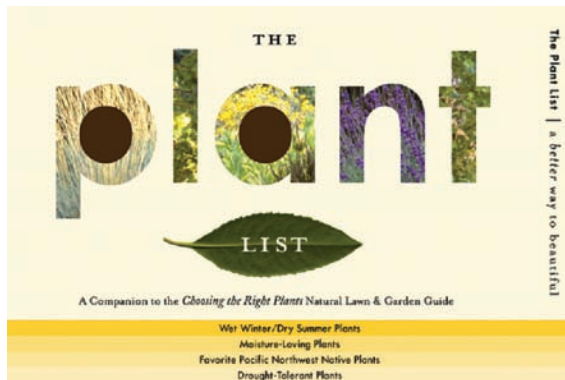 THE
plant
LIST
A Companion to the Choosing the Right Plants Natural Lawn & Garden Guide
Wet Winter/Dry Summer Plants
Moisture-Loving Plants
Favorite Pacific Northwest Native Plants
Drought-Tolerant Plants
The Plant List | a better way to beautiful